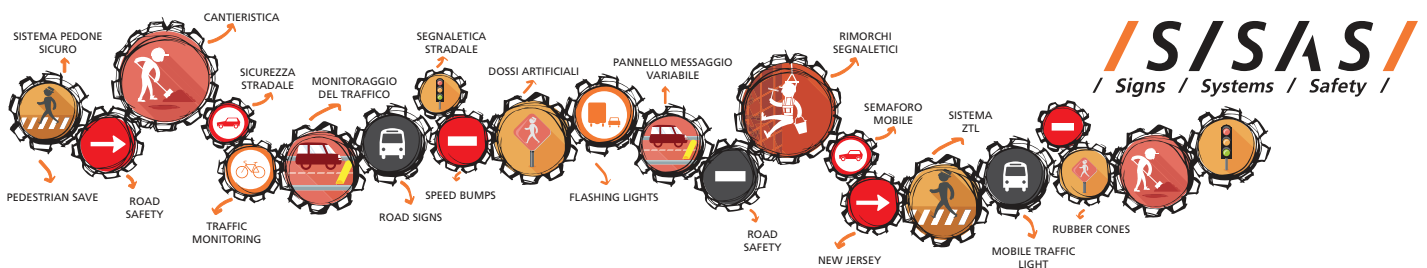 CANTIERISTICA
SISTEMA PEDONE
SICURO
SEGNALETICA
STRADALE
RIMORCHI
SEGNALETICI
/ SISAS /
/ Signs / Systems / Safety /
SICUREZZA
STRADALE
MONITORAGGIO
DEL TRAFFICO
DOSSI ARTIFICIALI
PANNELLO MESSAGGIO
VARIABILE
SEMAFORO
MOBILE
SISTEMA
ZTL
PEDESTRIAN SAVE
ROAD
SAFETY
TRAFFIC
MONITORING
ROAD SIGNS
SPEED BUMPS
FLASHING LIGHTS
ROAD
SAFETY
NEW JERSEY
MOBILE TRAFFIC
LIGHT
RUBBER CONES